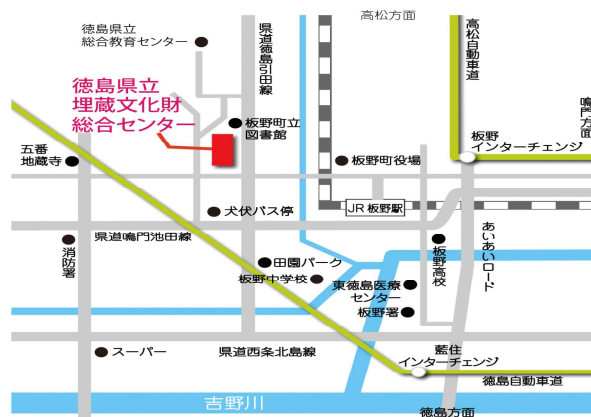 高松方面
徳島県立
総合教育センター
県道徳島引田線
高松自動車道
鳴門方面
徳島県立
埋蔵文化財
総合センター
板野町立
図書館
板野
インターチェンジ
五番
地蔵寺
板野町役場
JR 板野駅
犬伏バス停
県道鳴門池田線
消防署
田園パーク
板野中学校
東徳島医療
センター
板野署
板野高校
あいあいロード
スーパー
県道西条北島線
藍住
インターチェンジ
徳島自動車道
吉野川
徳島方面